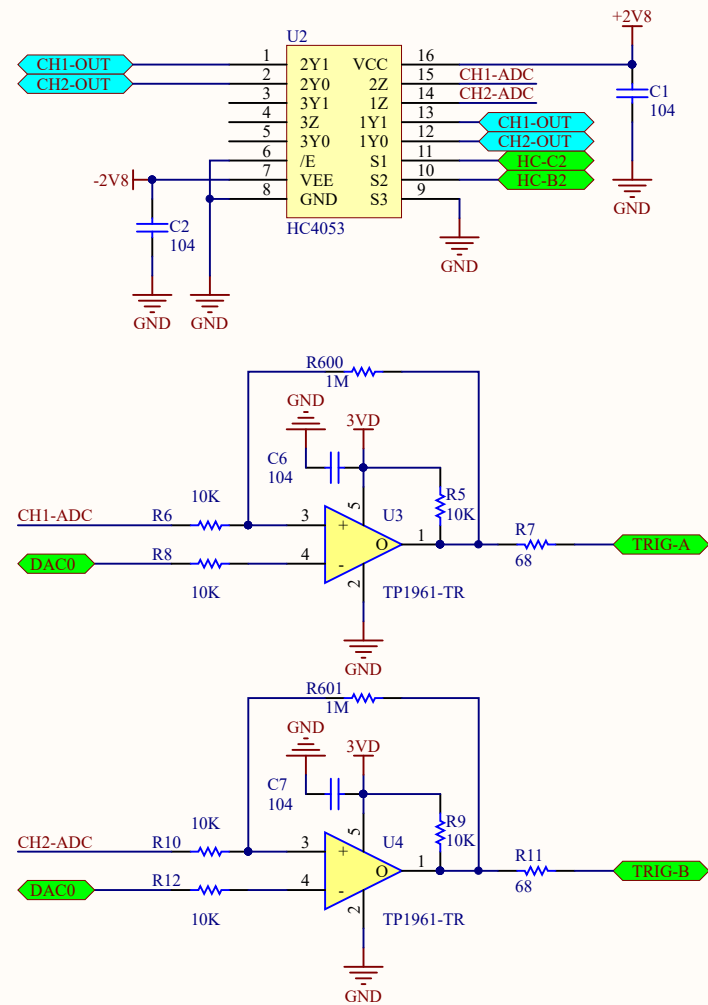 +2V8
U2
CH1-OUT 1 2Y1 VCC 16
CH2-OUT 2 2Y0 2Z 15 CH1-ADC
3 3Y1 1Z 14 CH2-ADC
C1
104
4 3Z 1Y1 13 CH1-OUT
5 3Y0 1Y0 12 CH2-OUT
6 /E S1 11 HC-C2
-2V8 7 VEE S2 10 HC-B2
8 GND S3 9
GND
C2
104
HC4053
GND
GND GND
R600
1M
GND
3VD
C6
104
R5
10K
10K
CH1-ADC R6 3 + 5 U3
O 1
R7
68
TRIG-A
DAC0 R8 4 -
10K
2
TP1961-TR
GND
R601
1M
GND
3VD
C7
104
R9
10K
10K
CH2-ADC R10 3 + 5 U4
O 1
R11
68
TRIG-B
DAC0 R12 4 -
10K
2
TP1961-TR
GND